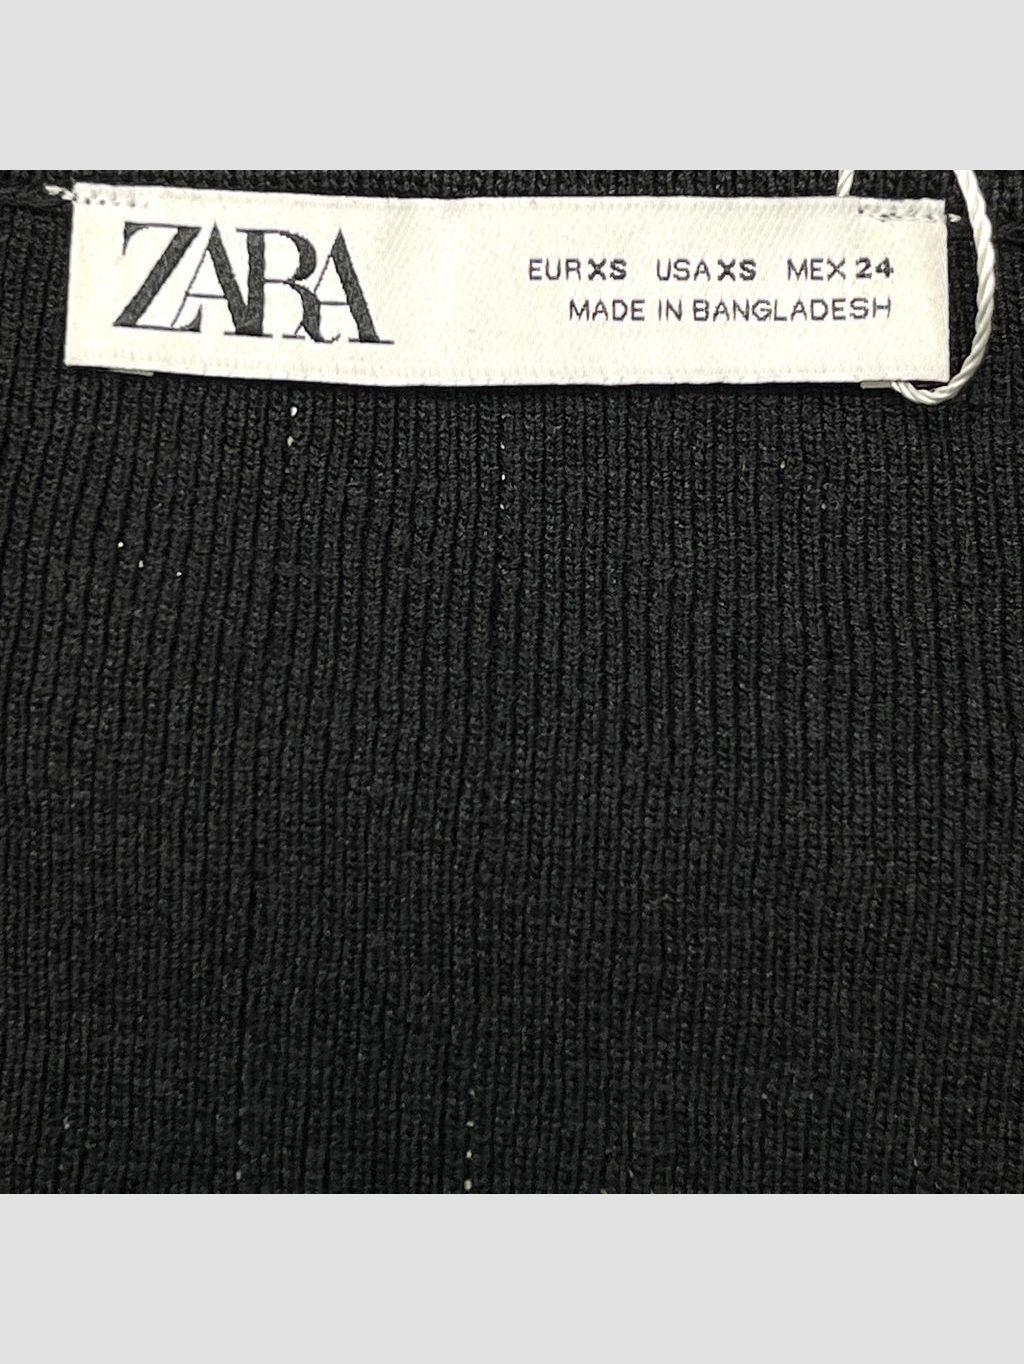 ZARA
EUR XS USA XS MEX 24
MADE IN BANGLADESH